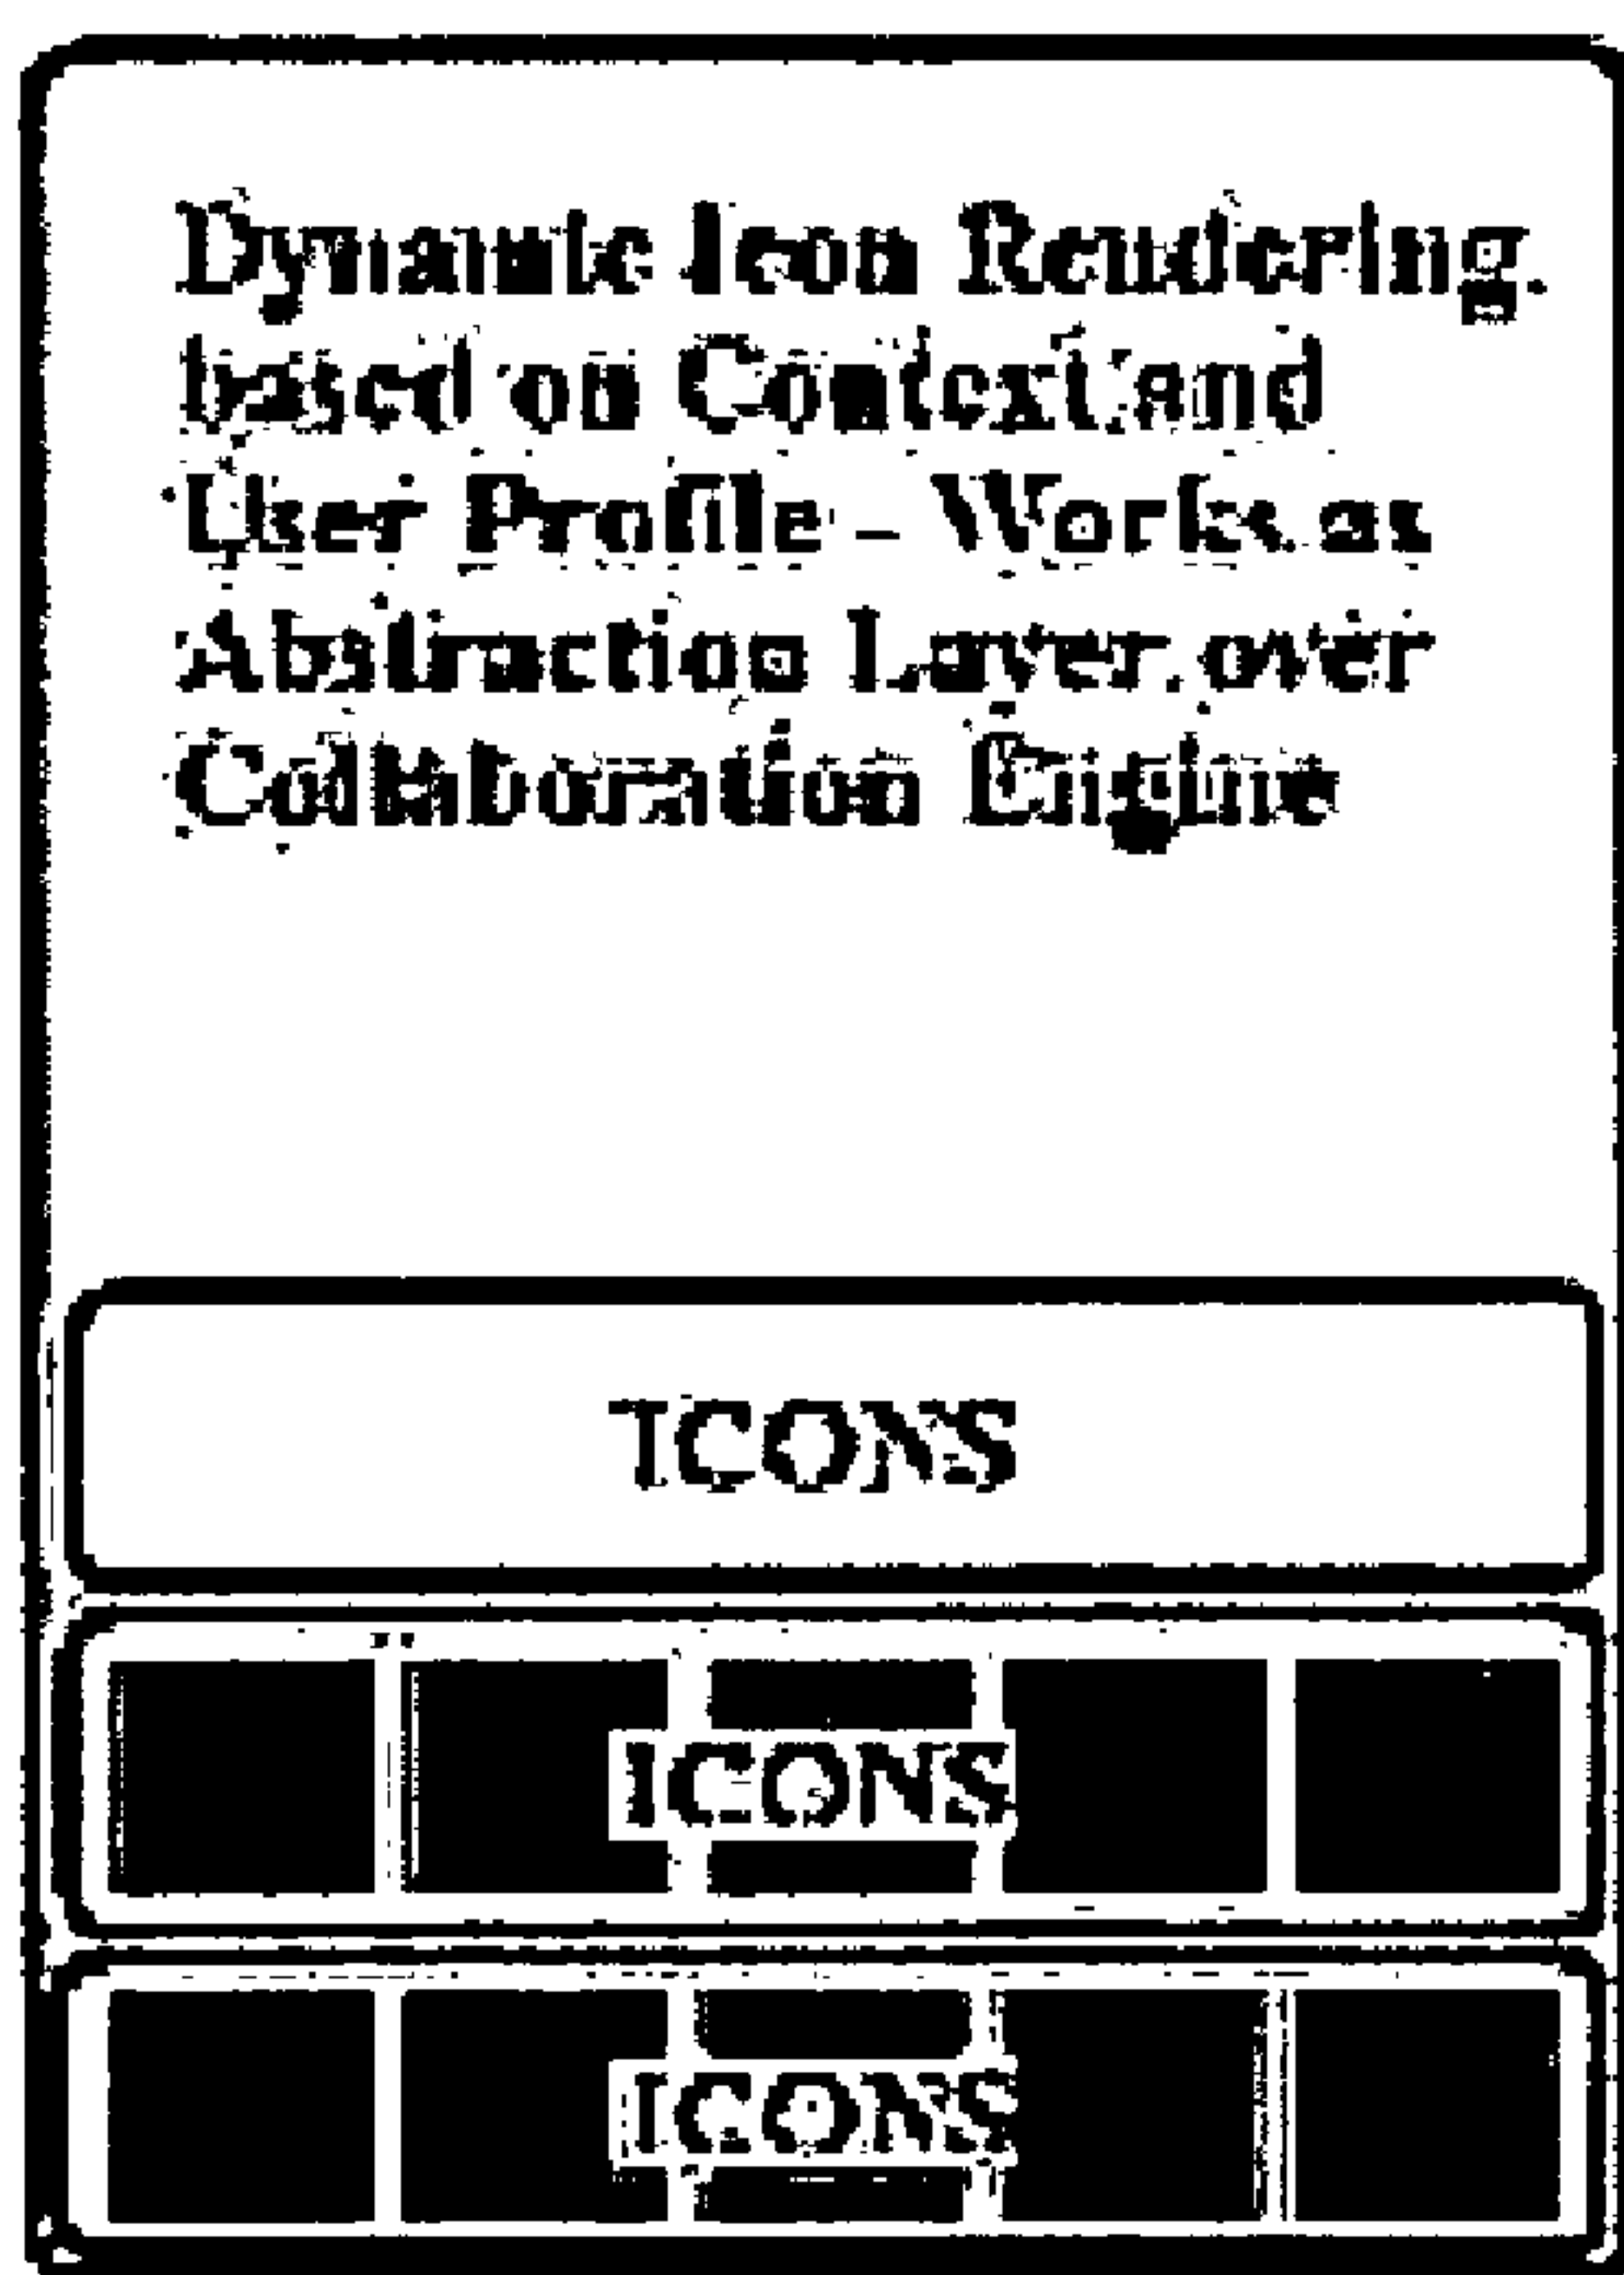 Dynamic Icon Rendering
based on Context and
User Profile - Works as
Abstraction Layer over
Collaboration Engine
ICONS
ICONS
ICONS